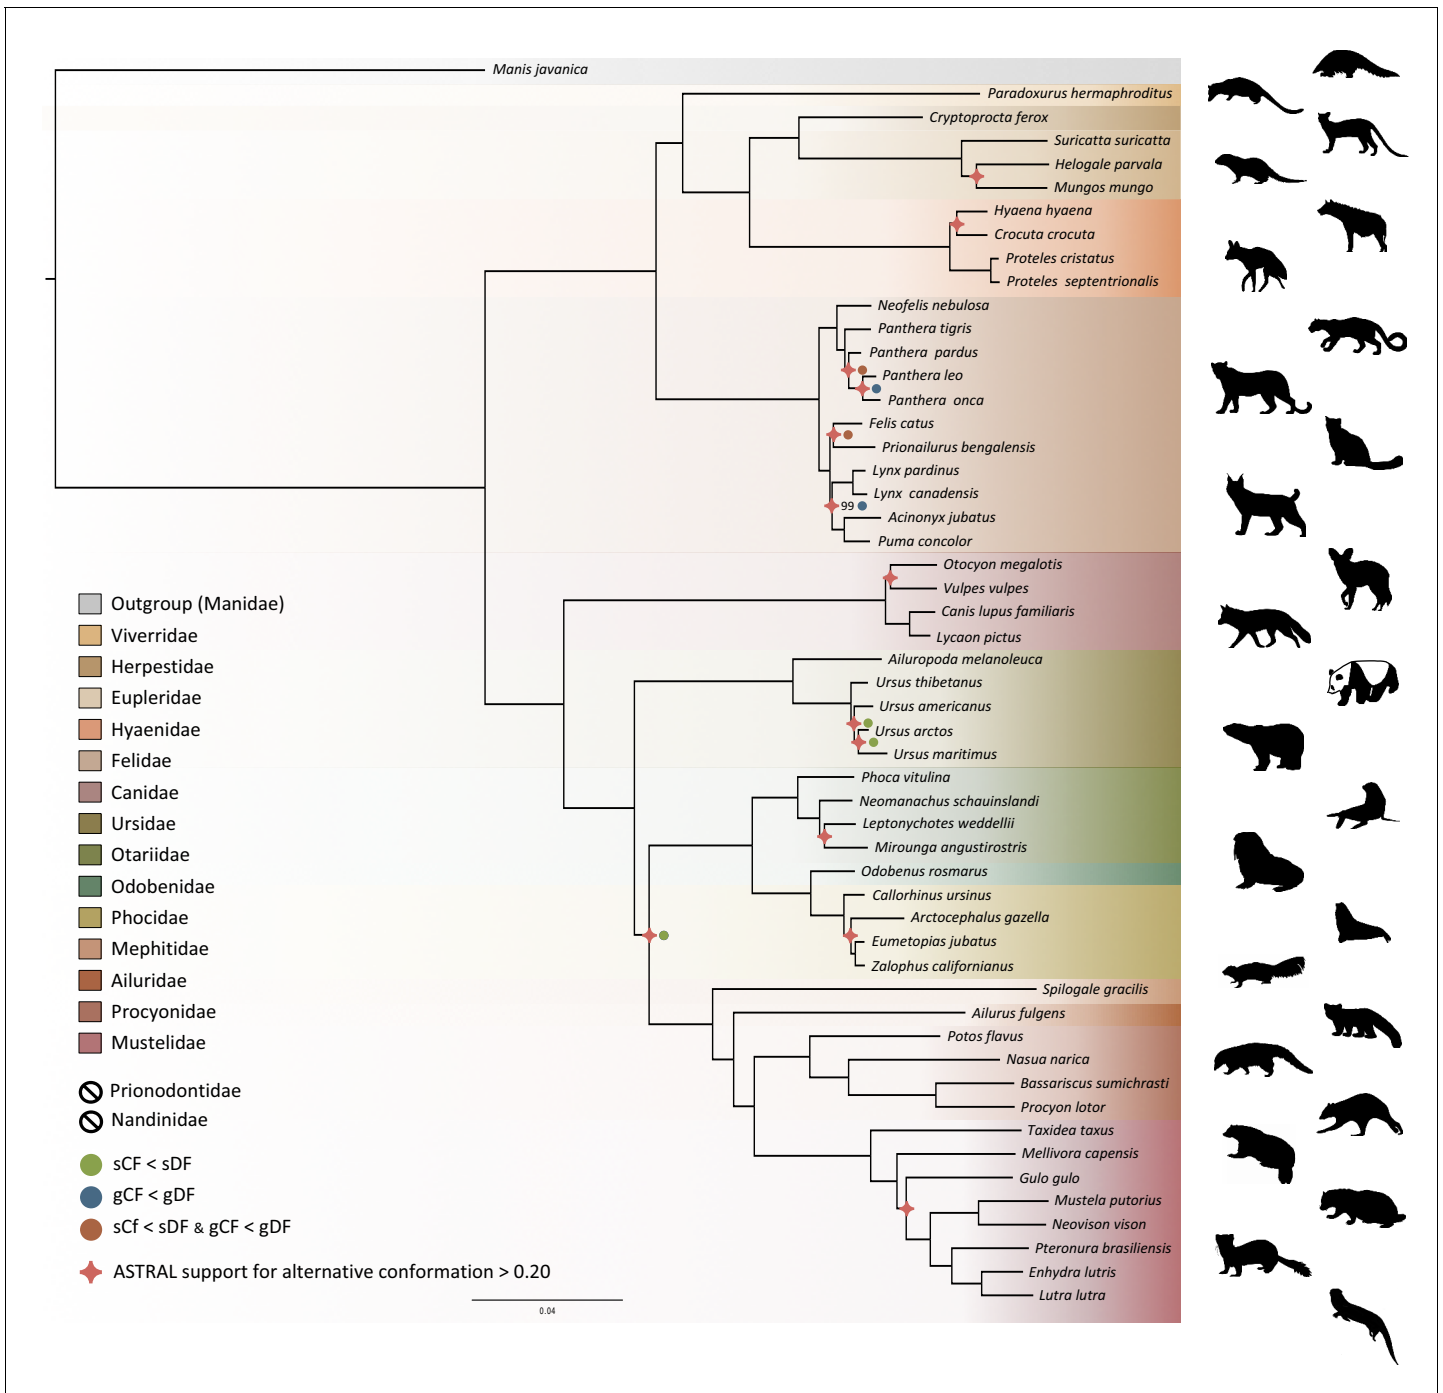 Manis javanica
Paradoxurus hermaphroditus
Cryptoprocta ferox
Suricatta suricatta
Helogale parvala
Mungos mungo
Hyaena hyaena
Crocuta crocuta
Proteles cristatus
Proteles septentrionalis
Neofelis nebulosa
Panthera tigris
Panthera pardus
Panthera leo
Panthera onca
Felis catus
Prionailurus bengalensis
Lynx pardinus
Lynx canadensis
99
Acinonyx jubatus
Puma concolor
Otocyon megalotis
Vulpes vulpes
Canis lupus familiaris
Lycaon pictus
Ailuropoda melanoleuca
Ursus thibetanus
Ursus americanus
Ursus arctos
Ursus maritimus
Phoca vitulina
Neomanachus schauinslandi
Leptonychotes weddellii
Mirounga angustirostris
Odobenus rosmarus
Callorhinus ursinus
Arctocephalus gazella
Eumetopias jubatus
Zalophus californianus
Spilogale gracilis
Ailurus fulgens
Potos flavus
Nasua narica
Bassariscus sumichrasti
Procyon lotor
Taxidea taxus
Mellivora capensis
Gulo gulo
Mustela putorius
Neovison vison
Pteronura brasiliensis
Enhydra lutris
Lutra lutra
Outgroup (Manidae)
Viverridae
Herpestidae
Eupleridae
Hyaenidae
Felidae
Canidae
Ursidae
Otariidae
Odobenidae
Phocidae
Mephitidae
Ailuridae
Procyonidae
Mustelidae
Prionodontidae
Nandinidae
sCF < sDF
gCF < gDF
sCf < sDF & gCF < gDF
ASTRAL support for alternative conformation > 0.20
0.04